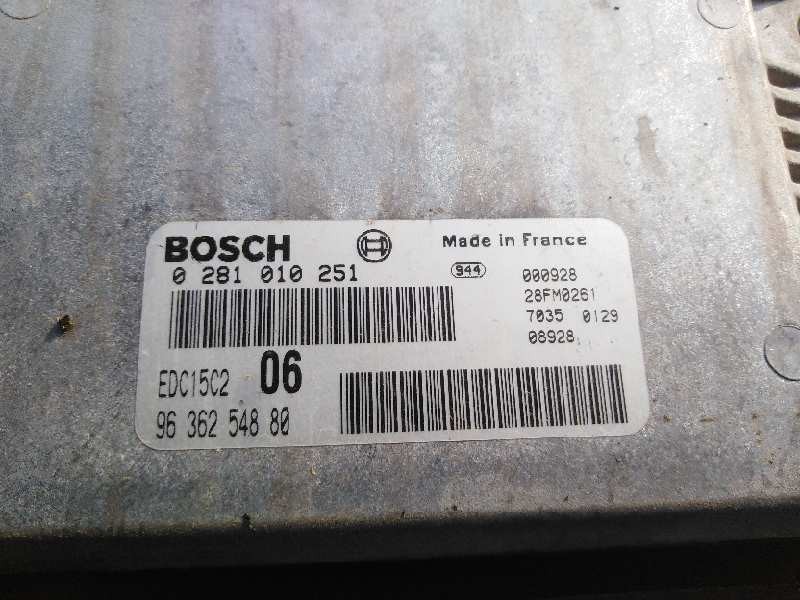 BOSCH
Made in France
0 281 010 251
944
000928
28FM0261
7035 0129
08928
EDC15C2 06
96 362 548 80